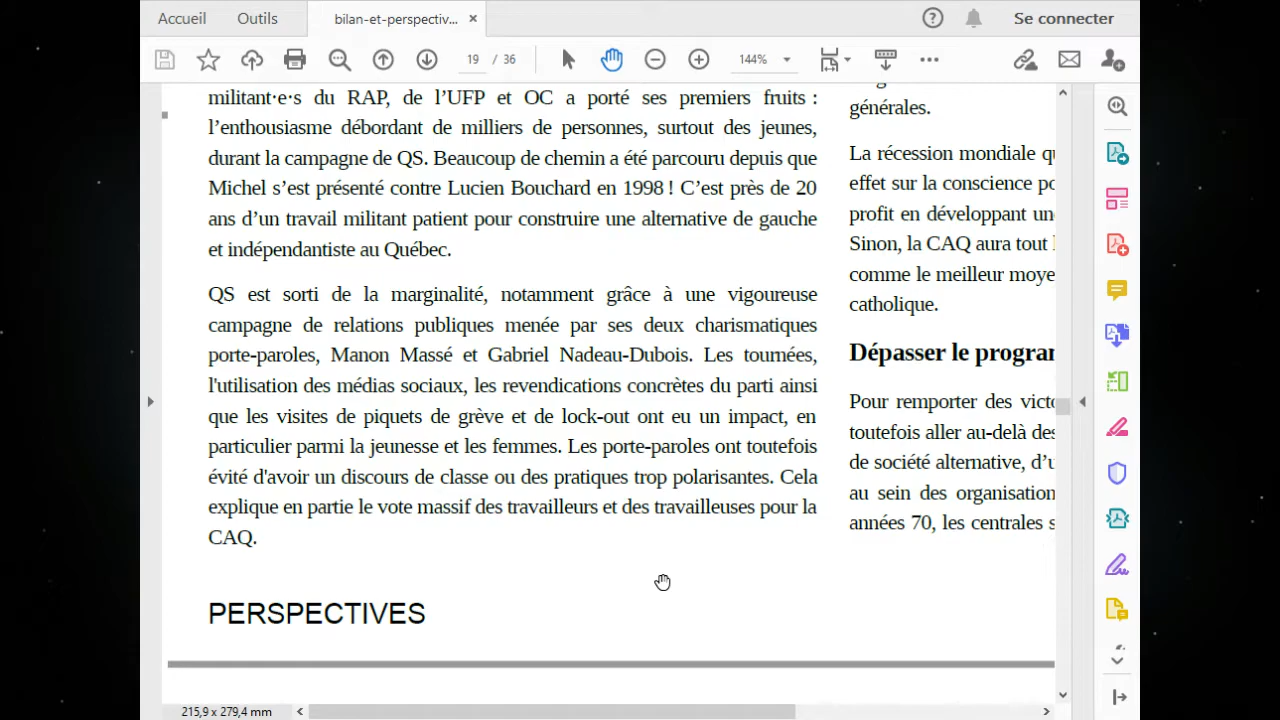 Accueil
Outils
bilan-et-perspectiv...
Se connecter
19 / 36
144%
militant·e·s du RAP, de l’UFP et OC a porté ses premiers fruits :
l’enthousiasme débordant de milliers de personnes, surtout des jeunes,
durant la campagne de QS. Beaucoup de chemin a été parcouru depuis que
Michel s’est présenté contre Lucien Bouchard en 1998 ! C’est près de 20
ans d’un travail militant patient pour construire une alternative de gauche
et indépendantiste au Québec.
QS est sorti de la marginalité, notamment grâce à une vigoureuse
campagne de relations publiques menée par ses deux charismatiques
porte-paroles, Manon Massé et Gabriel Nadeau-Dubois. Les tournées,
l'utilisation des médias sociaux, les revendications concrètes du parti ainsi
que les visites de piquets de grève et de lock-out ont eu un impact, en
particulier parmi la jeunesse et les femmes. Les porte-paroles ont toutefois
évité d'avoir un discours de classe ou des pratiques trop polarisantes. Cela
explique en partie le vote massif des travailleurs et des travailleuses pour la
CAQ.
PERSPECTIVES
générales.
La récession mondiale
effet sur la conscience
profit en développant
Sinon, la CAQ aura tout
comme le meilleur moye
catholique.
Dépasser le progra
Pour remporter des
toutefois aller au-delà des
de société alternative, d’
au sein des organisation
années 70, les centrales
215,9 x 279,4 mm